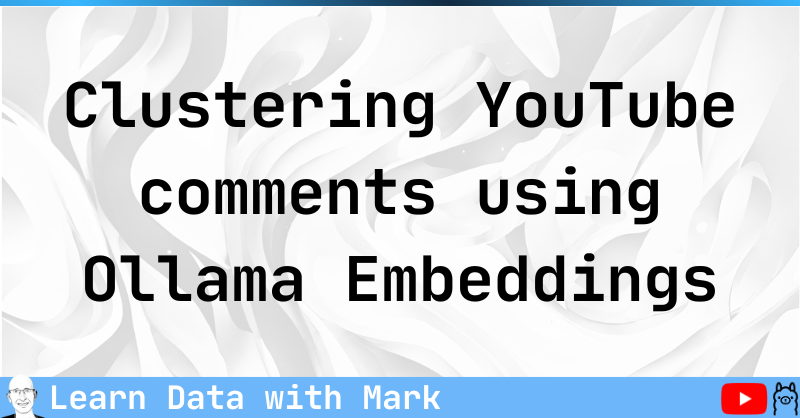 Clustering YouTube
comments using
Ollama Embeddings
Learn Data with Mark